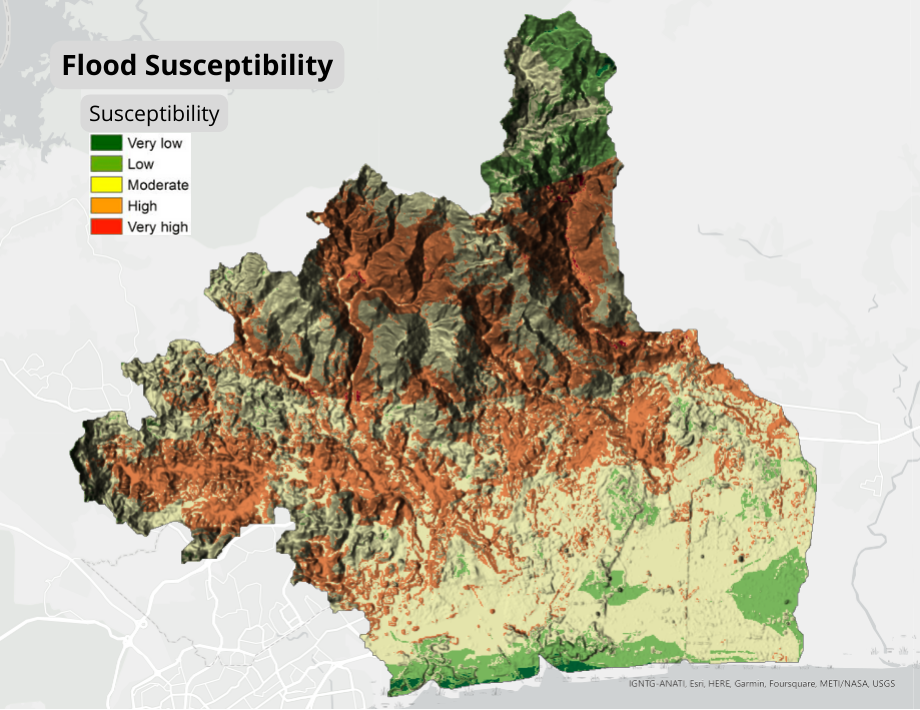 Flood Susceptibility
Susceptibility
Very low
Low
Moderate
High
Very high
IGNTG-ANATI, Esri, HERE, Garmin, Foursquare, METI/NASA, USGS